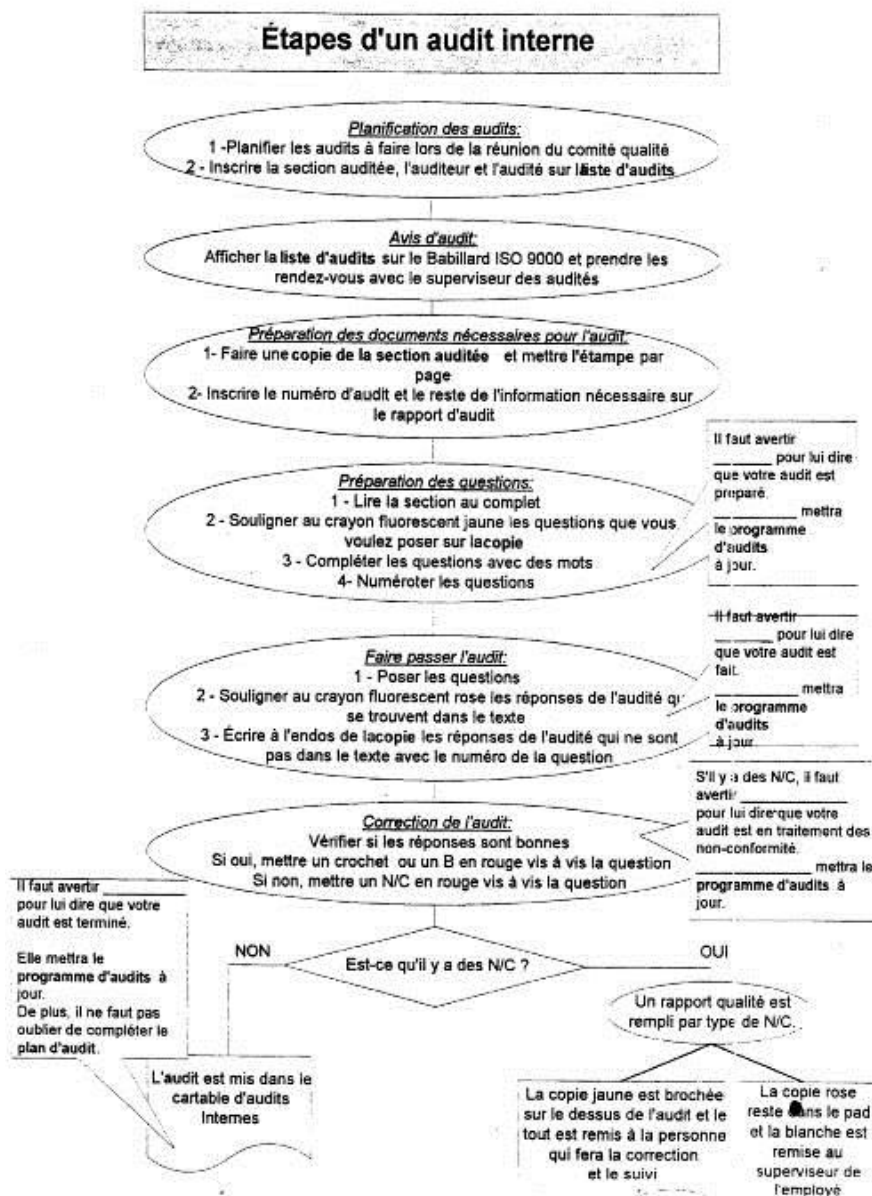 Étapes d'un audit interne
Planification des audits:
1 -Planifier les audits à faire lors de la réunion du comité qualité
2 - Inscrire la section auditée, l'auditeur et l'audité sur la liste d'audits
Avis d'audit:
Afficher la liste d'audits sur le Babillard ISO 9000 et prendre les
rendez-vous avec le superviseur des audités
Préparation des documents nécessaires pour l'audit:
1- Faire une copie de la section auditée et mettre l'étampe par
page
2- Inscrire le numéro d'audit et le reste de l'information nécessaire sur
le rapport d'audit
Préparation des questions:
1 - Lire la section au complet
2 - Souligner au crayon fluorescent jaune les questions que vous
voulez poser sur la copie
3 - Compléter les questions avec des mots
4- Numéroter les questions
Il faut avertir
________ pour lui dire
que votre audit est
préparé.
____________ mettra
le programme
d'audits
à jour.
Faire passer l'audit:
1 - Poser les questions
2 - Souligner au crayon fluorescent rose les réponses de l'audité qu
se trouvent dans le texte
3 - Écrire à l'endos de la copie les réponses de l'audité qui ne sont
pas dans le texte avec le numéro de la question
Il faut avertir
________ pour lui dire
que votre audit est
fait.
____________ mettra
le programme
d'audits
à jour.
Correction de l'audit:
Vérifier si les réponses sont bonnes
Si oui, mettre un crochet ou un B en rouge vis à vis la question
Si non, mettre un N/C en rouge vis à vis la question
S'il y a des N/C, il faut
avertir ________________
pour lui dire que votre
audit est en traitement des
non-conformité.
________________ mettra le
programme d'audits à
jour.
Est-ce qu'il y a des N/C ?
NON
Il faut avertir ________
pour lui dire que votre
audit est terminé.
Elle mettra le
programme d'audits à
jour.
De plus, il ne faut pas
oublier de compléter le
plan d'audit.
L'audit est mis dans le
cartable d'audits
Internes
OUI
Un rapport qualité est
rempli par type de N/C.
La copie jaune est brochée
sur le dessus de l'audit et le
tout est remis à la personne
qui fera la correction
et le suivi
La copie rose
reste dans le pad
et la blanche est
remise au
superviseur de
l'employé